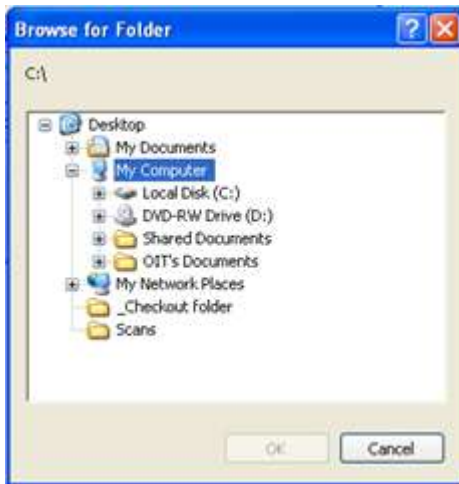 Browse for Folder
C:\
Desktop
My Documents
My Computer
Local Disk (C:)
DVD-RW Drive (D:)
Shared Documents
OIT's Documents
My Network Places
_Checkout folder
Scans
OK Cancel